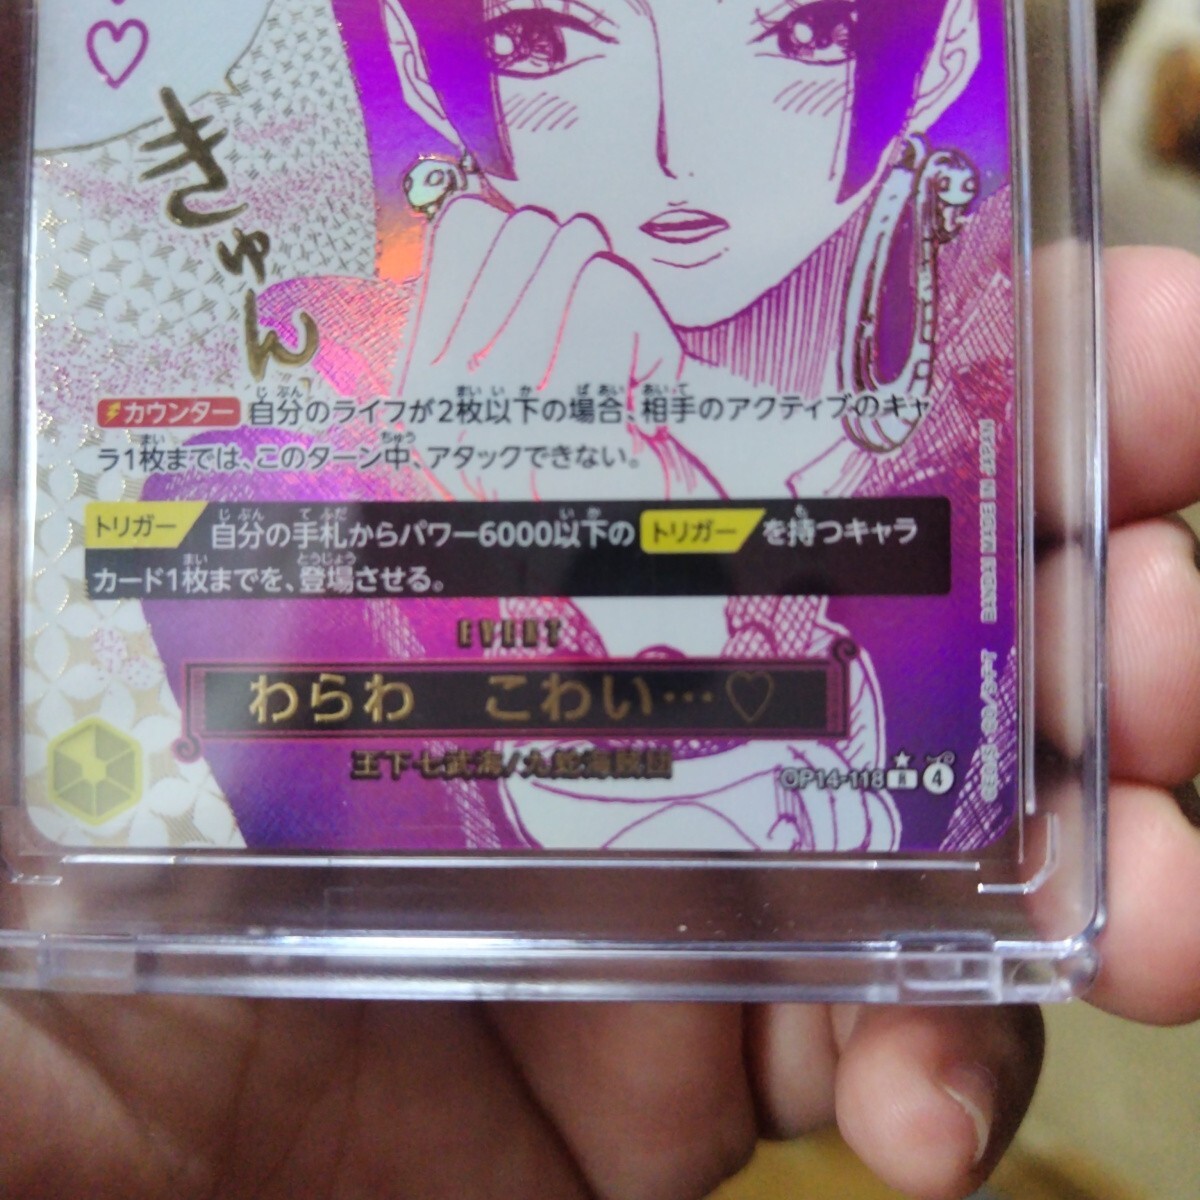 きゅん
カウンター 自分のライフが2枚以下の場合、相手のアクティブのキャ
ラ1枚までは、このターン中、アタックできない。
トリガー 自分の手札からパワー6000以下の トリガー を持つキャラ
カード1枚までを、登場させる。
EVENT
わらわ こわい…♡
王下七武海/九蛇海賊団
OP14-118 R 4
BANDAI MADE IN JAPAN